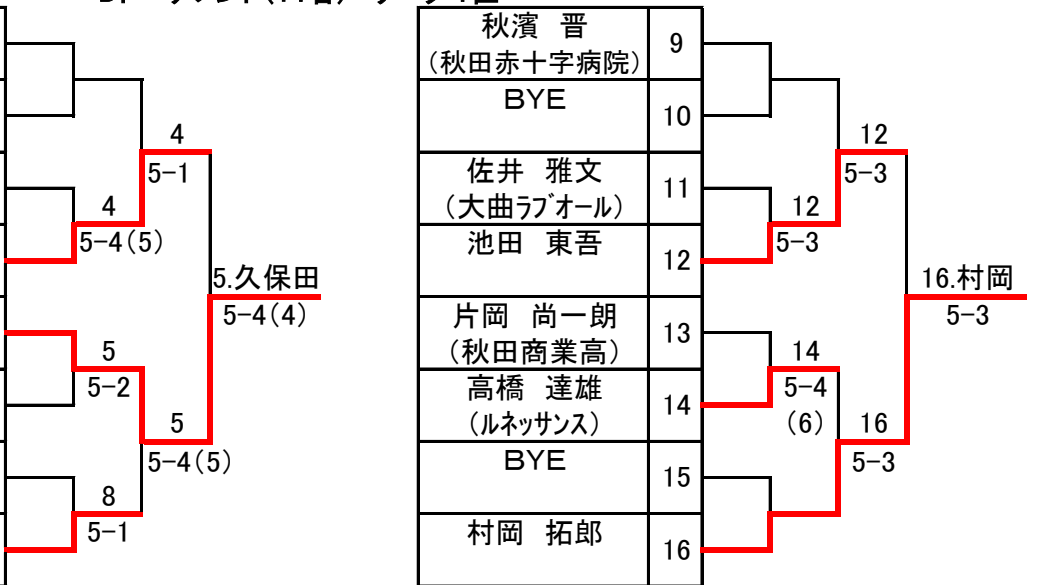 4
5-1
4
5-4(5)
5.久保田
5-4(4)
5
5-2
5
5-4(5)
8
5-1
秋濱 晋
(秋田赤十字病院)
9
BYE
10
佐井 雅文
(大曲ラブオール)
11
池田 東吾
12
片岡 尚一朗
(秋田商業高)
13
高橋 達雄
(ルネッサンス)
14
BYE
15
村岡 拓郎
16
12
5-3
12
5-3
16.村岡
5-3
14
5-4
(6)
16
5-3